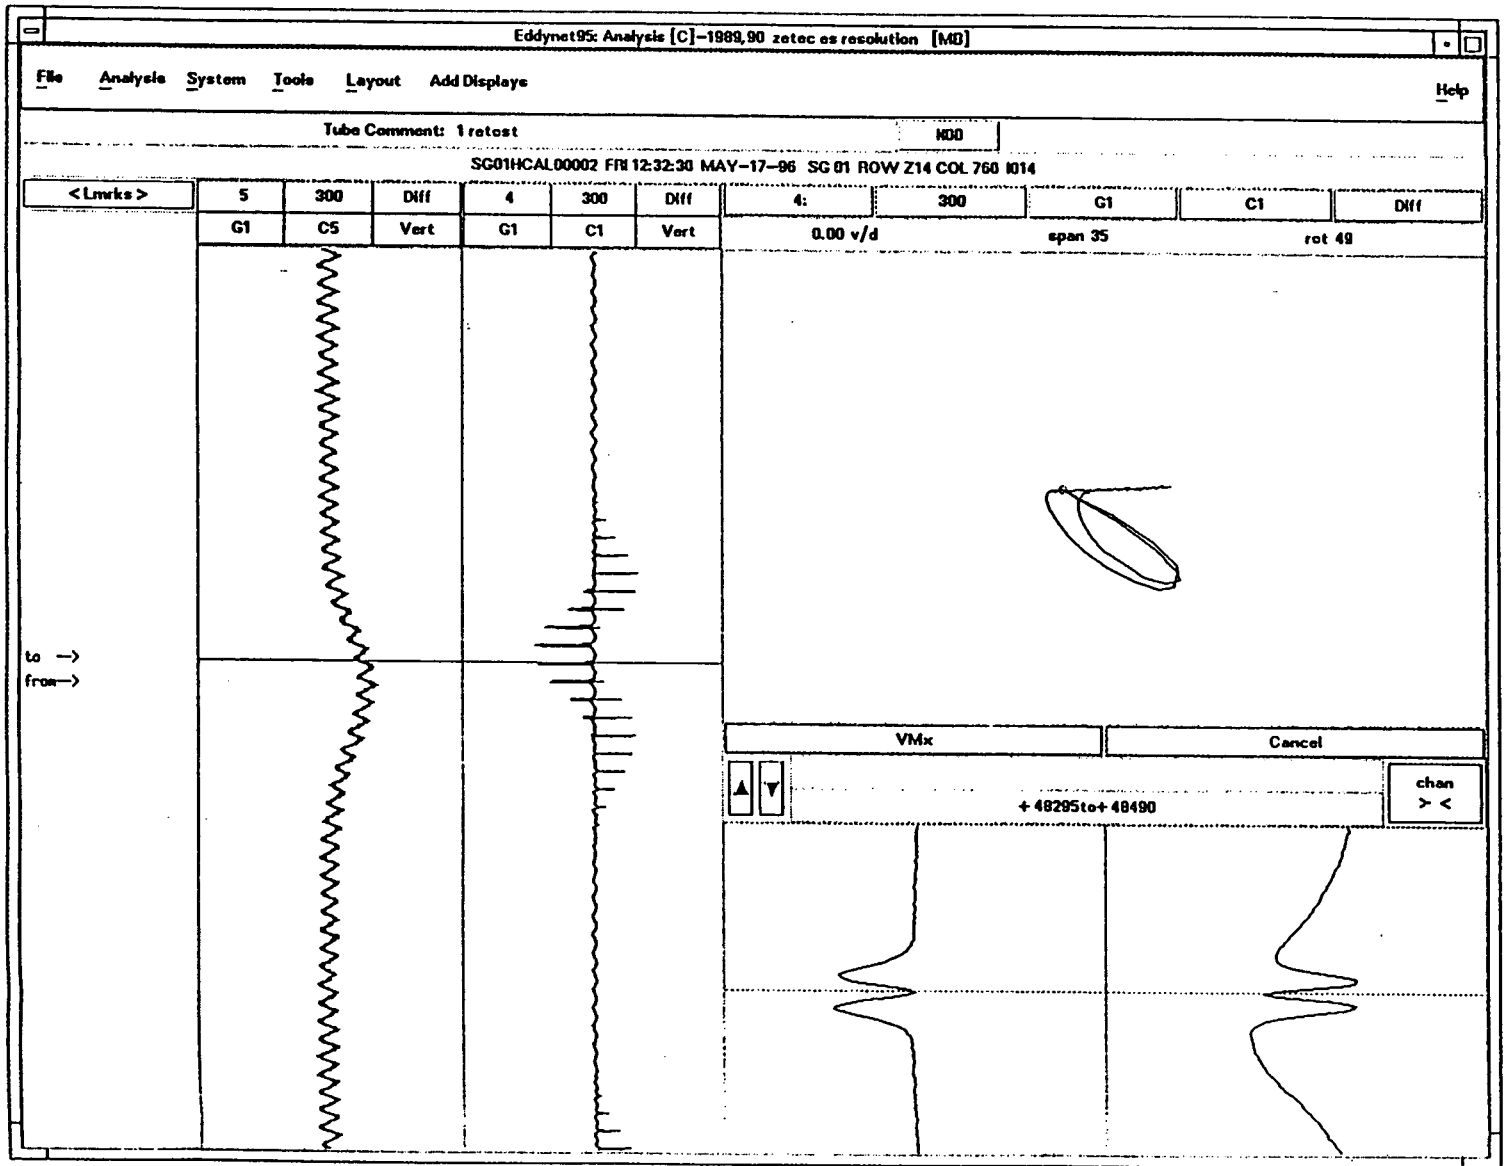 Eddynet95: Analysis [C]-1989,90 zetec es resolution [MD]
File Analysis System Tools Layout Add Displays Help
Tube Comment: 1 retest NDD
SG01HCAL00002 FRI 12:32:30 MAY-17-96 SG 01 ROW Z14 COL 760 I014
<Lmrks> 5 300 Diff 4 300 Diff 4: 300 G1 C1 Diff
G1 C5 Vert G1 C1 Vert 0.00 v/d span 35 rot 49
to -->
from-->
VMx Cancel
chan
> <
+ 48295to+ 48490